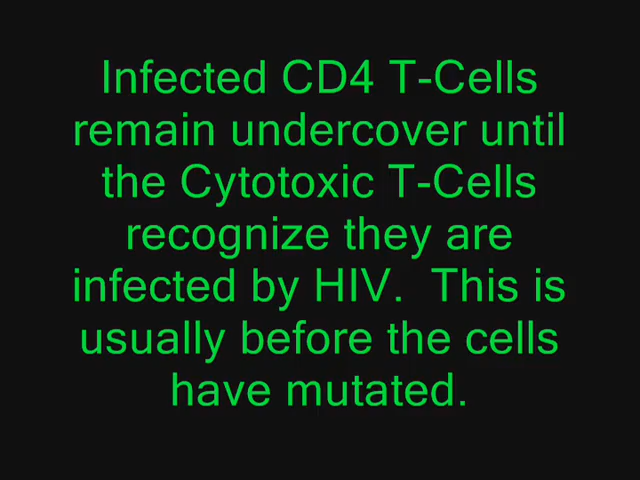 Infected CD4 T-Cells
remain undercover until
the Cytotoxic T-Cells
recognize they are
infected by HIV.  This is
usually before the cells
have mutated.